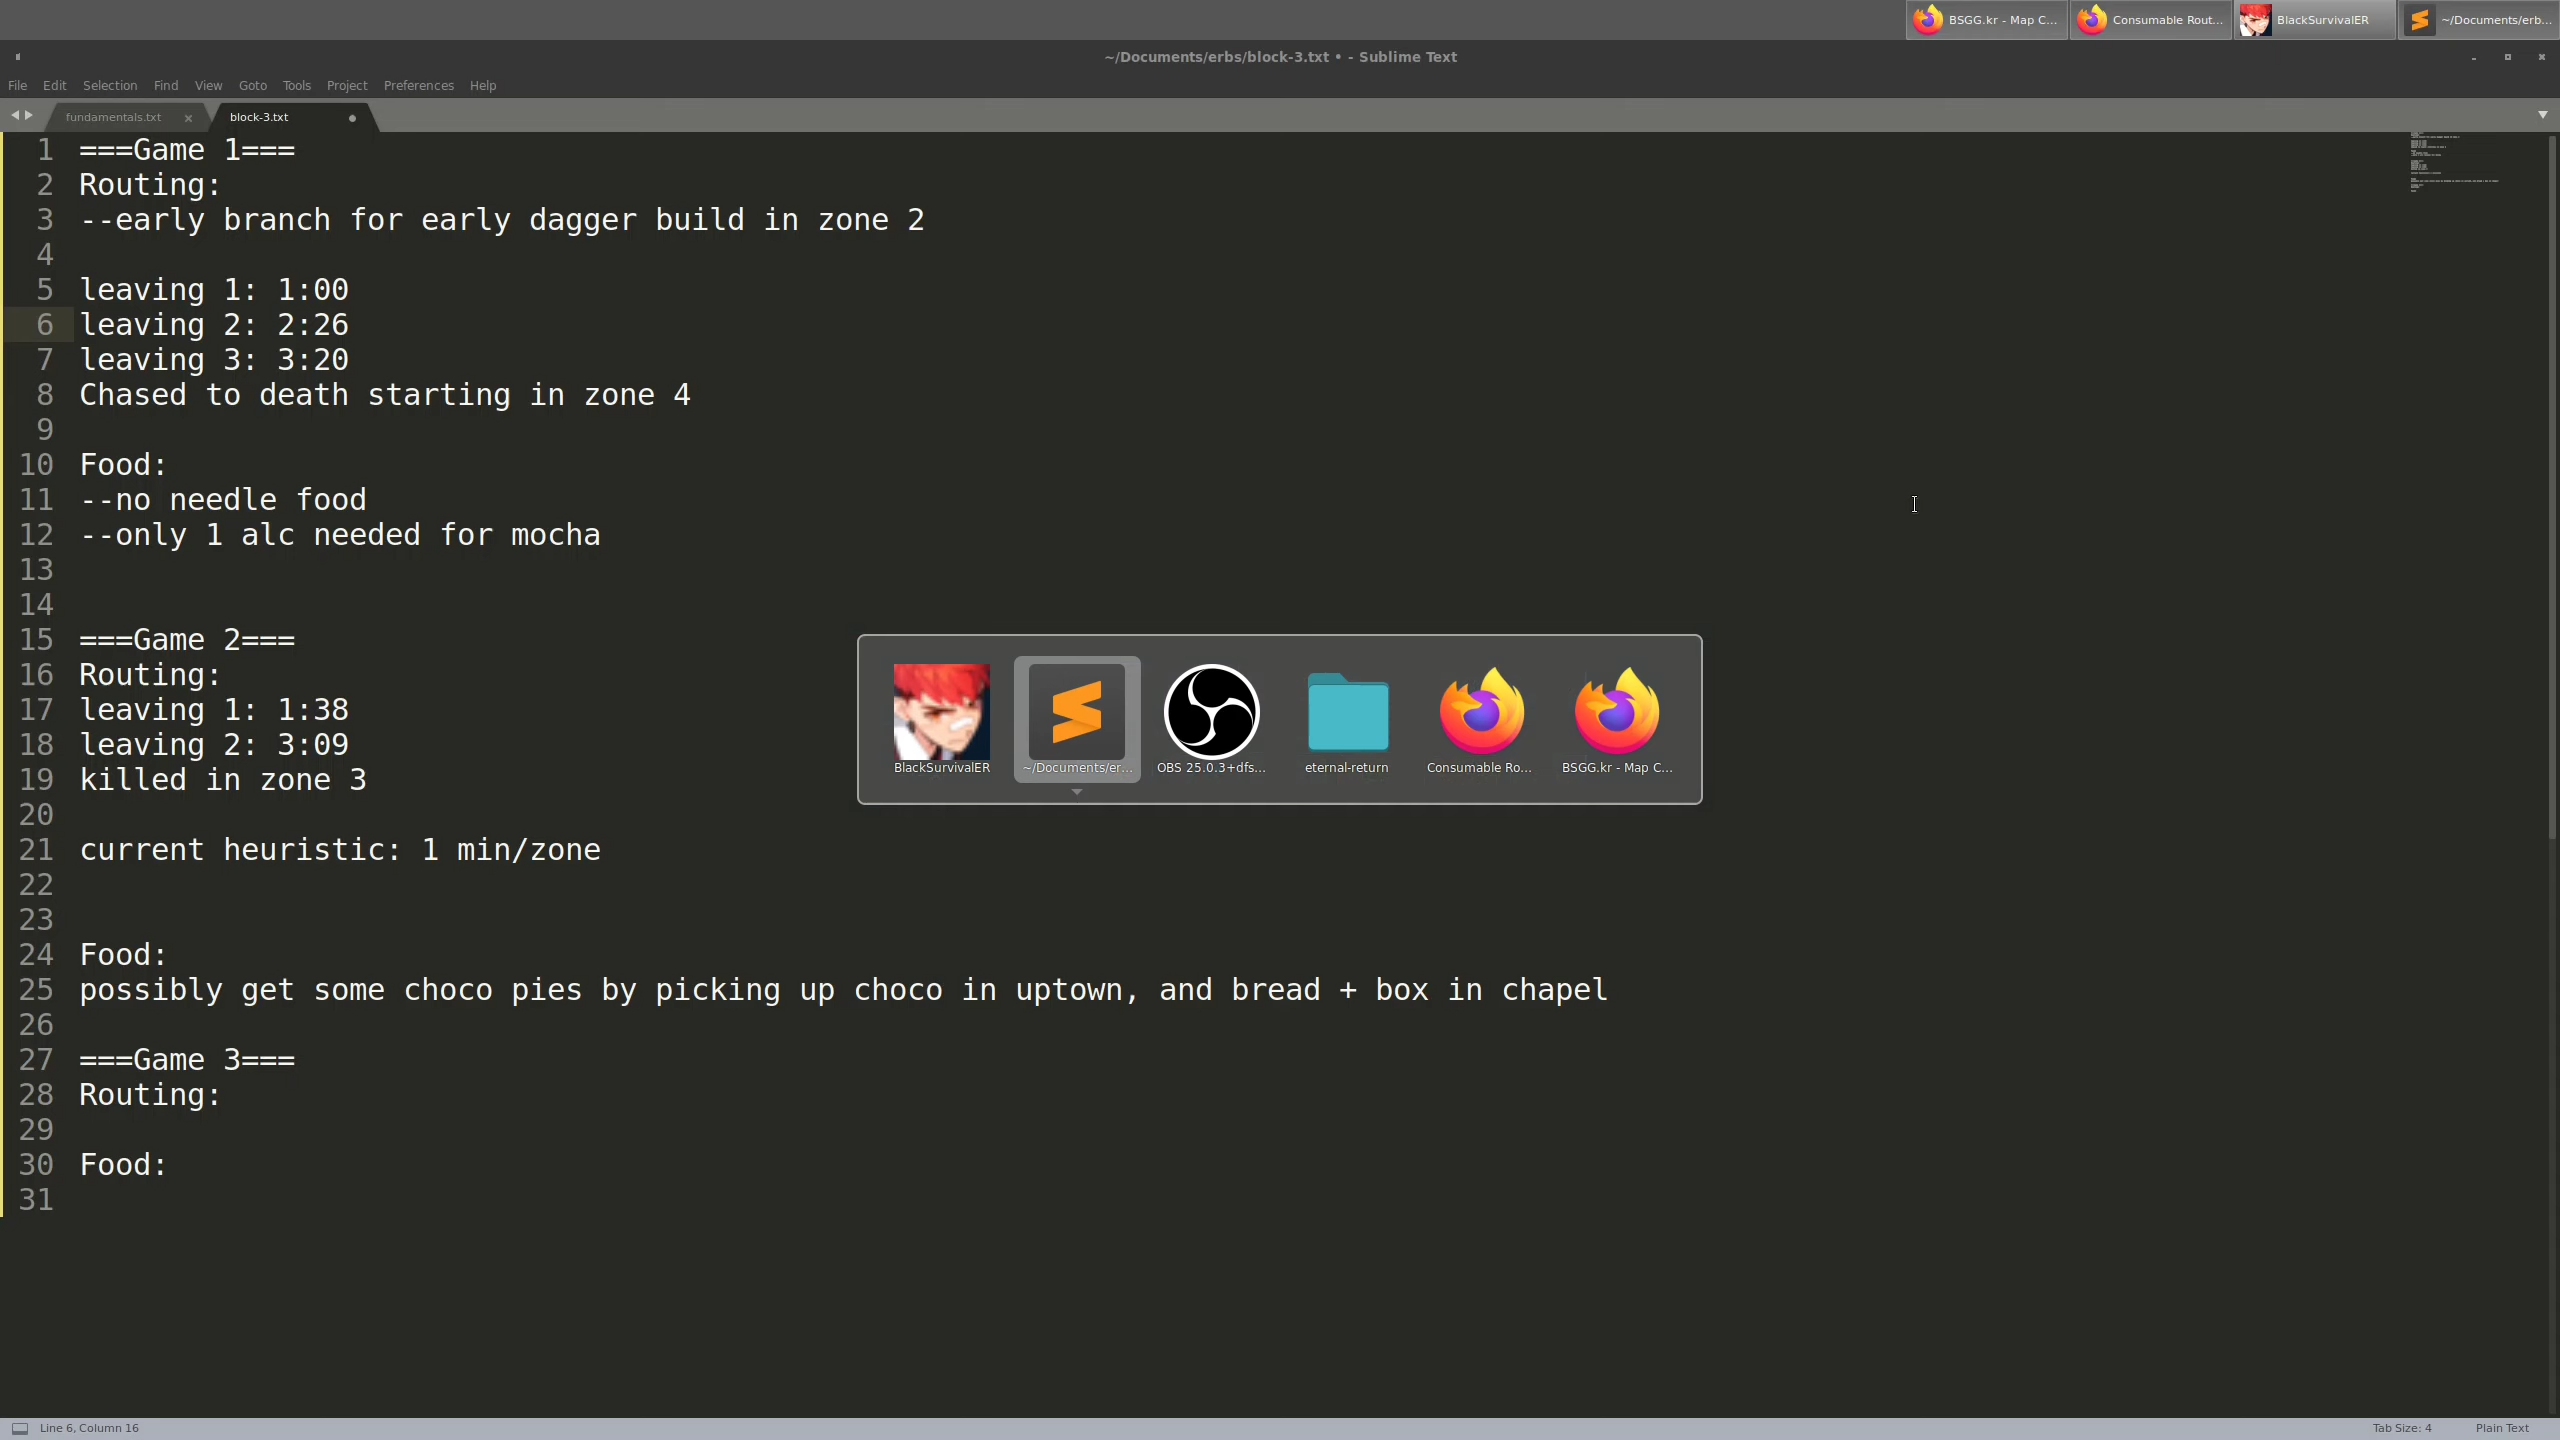 BSGG.kr - Map C...
Consumable Rout...
BlackSurvivalER
~/Documents/erb...
~/Documents/erbs/block-3.txt • - Sublime Text
File Edit Selection Find View Goto Tools Project Preferences Help
fundamentals.txt
block-3.txt
1 ===Game 1===
2 Routing:
3 --early branch for early dagger build in zone 2
4
5 leaving 1: 1:00
6 leaving 2: 2:26
7 leaving 3: 3:20
8 Chased to death starting in zone 4
9
10 Food:
11 --no needle food
12 --only 1 alc needed for mocha
13
14
15 ===Game 2===
16 Routing:
17 leaving 1: 1:38
18 leaving 2: 3:09
19 killed in zone 3
20
21 current heuristic: 1 min/zone
22
23
24 Food:
25 possibly get some choco pies by picking up choco in uptown, and bread + box in chapel
26
27 ===Game 3===
28 Routing:
29
30 Food:
31
BlackSurvivalER
~/Documents/er...
OBS 25.0.3+dfs...
eternal-return
Consumable Ro...
BSGG.kr - Map C...
Line 6, Column 16
Tab Size: 4
Plain Text